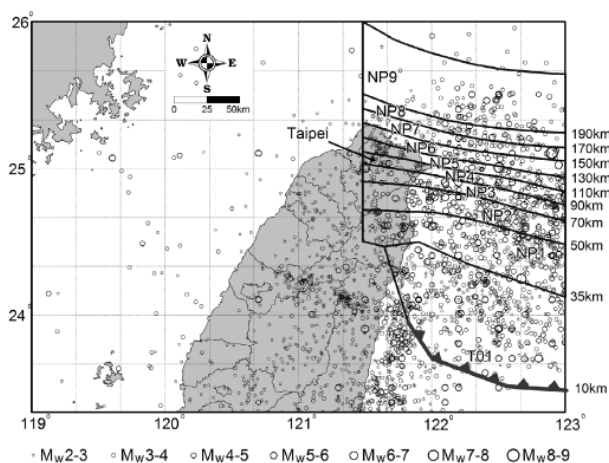 26°
N
W E
S
0 25 50km
NP9
NP8
NP7
Taipei
NP6
NP5
NP4
NP3
NP2
NP1
T01
190km
170km
150km
130km
110km
90km
70km
50km
35km
10km
25°
24°
119° 120° 121° 122° 123°
Mw2-3 Mw3-4 Mw4-5 Mw5-6 Mw6-7 Mw7-8 Mw8-9